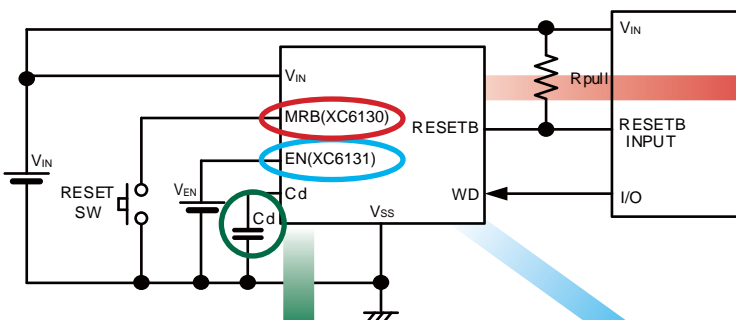 VIN
VIN
Rpull
MRB(XC6130)
RESETB
RESETB
INPUT
EN(XC6131)
VIN
RESET
SW
VEN
Cd
Cd
WD
I/O
VSS